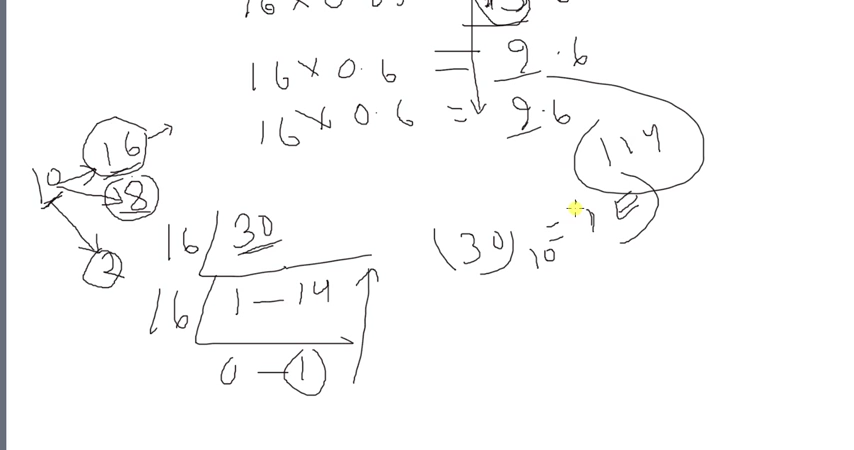 16 × 0.6 = 9.6
16 × 0.6 = 9.6
114
10 16
8
2
16 30
(30)10 =
16 1 — 14
0 — 1